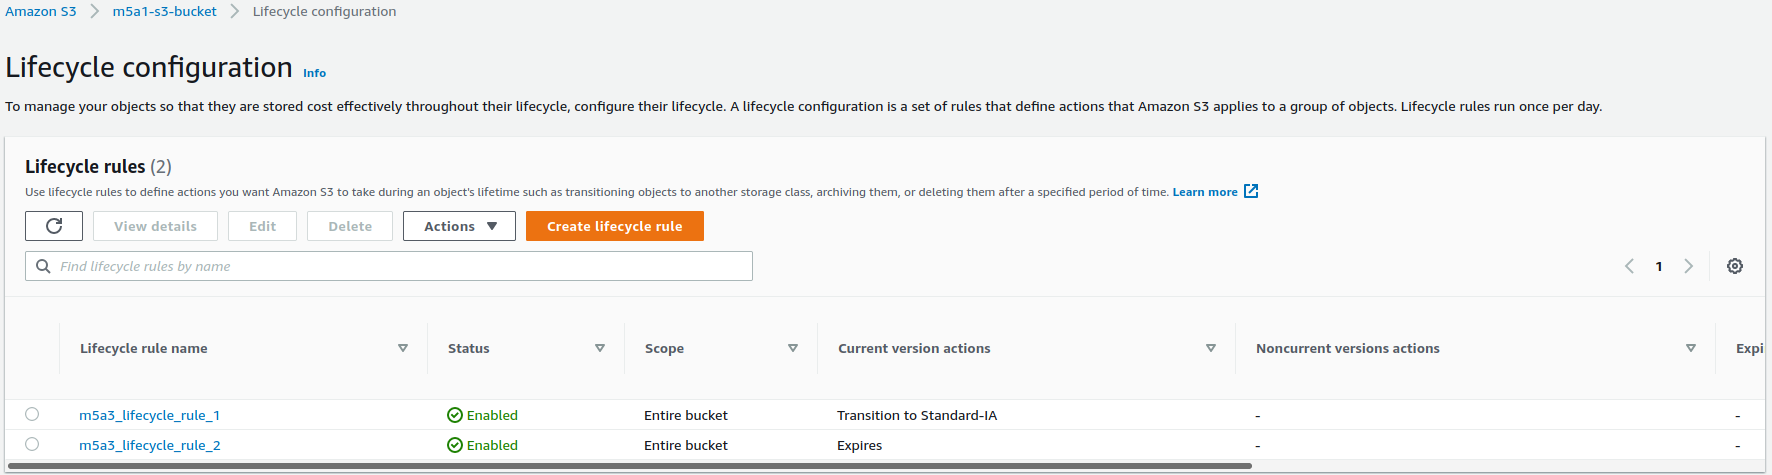 Amazon S3 > m5a1-s3-bucket > Lifecycle configuration
Lifecycle configuration Info
To manage your objects so that they are stored cost effectively throughout their lifecycle, configure their lifecycle. A lifecycle configuration is a set of rules that define actions that Amazon S3 applies to a group of objects. Lifecycle rules run once per day.
Lifecycle rules (2)
Use lifecycle rules to define actions you want Amazon S3 to take during an object's lifetime such as transitioning objects to another storage class, archiving them, or deleting them after a specified period of time. Learn more
View details Edit Delete Actions Create lifecycle rule
Find lifecycle rules by name 1
Lifecycle rule name Status Scope Current version actions Noncurrent versions actions Expi
m5a3_lifecycle_rule_1 Enabled Entire bucket Transition to Standard-IA - -
m5a3_lifecycle_rule_2 Enabled Entire bucket Expires - -